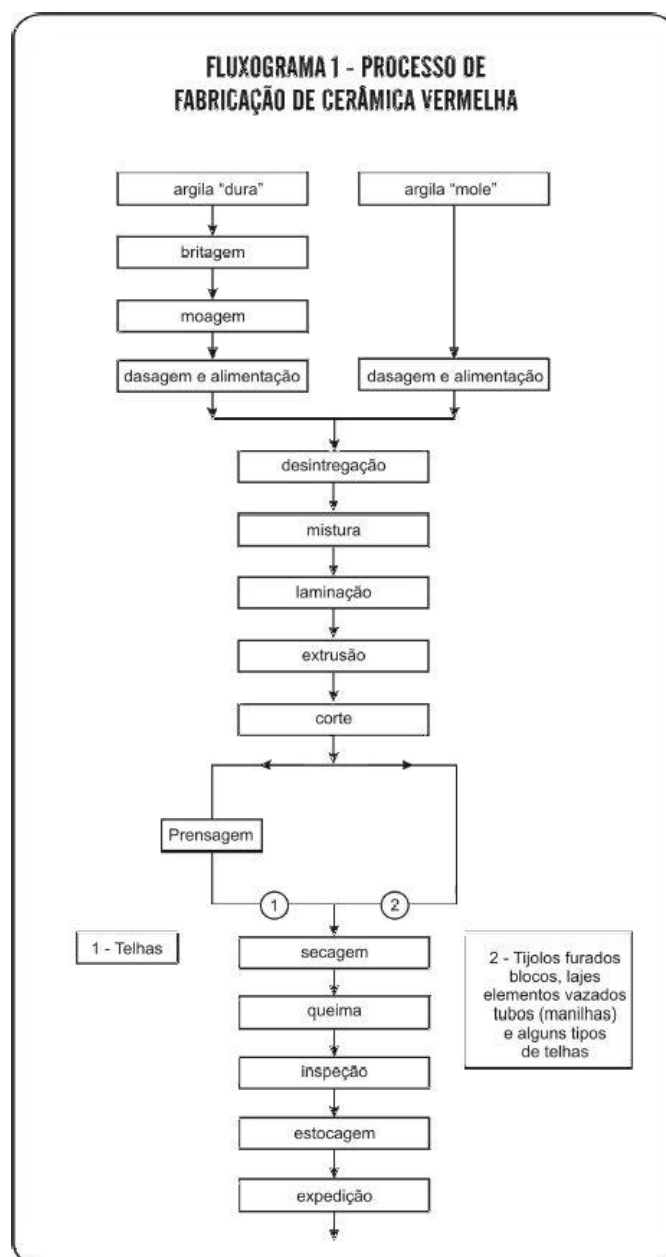 FLUXOGRAMA 1 - PROCESSO DE
FABRICAÇÃO DE CERÂMICA VERMELHA
argila “dura”
argila “mole”
britagem
moagem
dasagem e alimentação
dasagem e alimentação
desintregação
mistura
laminação
extrusão
corte
Prensagem
1
2
1 - Telhas
secagem
2 - Tijolos furados
blocos, lajes
elementos vazados
tubos (manilhas)
e alguns tipos
de telhas
queima
inspeção
estocagem
expedição